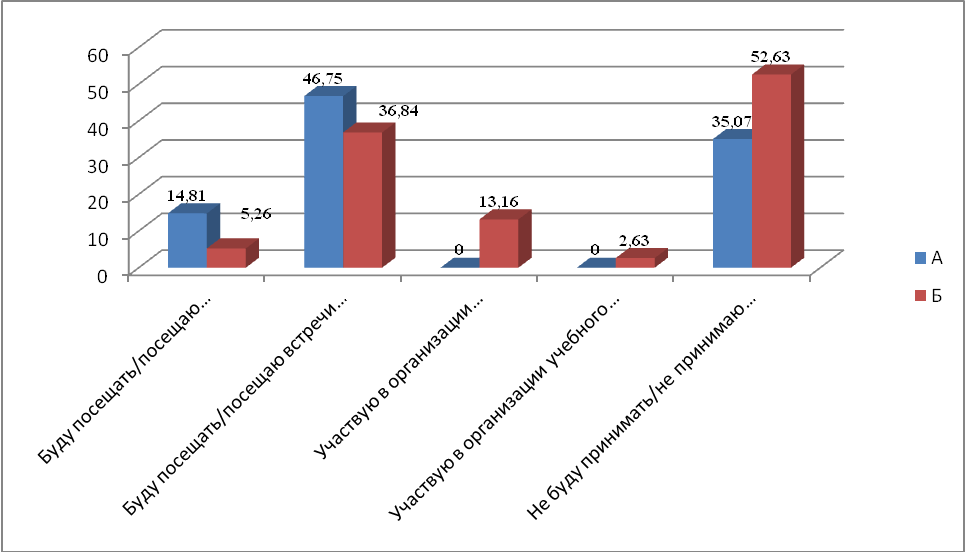 60
50
40
30
20
10
0
14,81
5,26
46,75
36,84
0
13,16
0
2,63
35,07
52,63
Буду посещать/посещаю...
Буду посещать/посещаю встречи...
Участвую в организации...
Участвую в организации учебного...
Не буду принимать/не принимаю...
А
Б